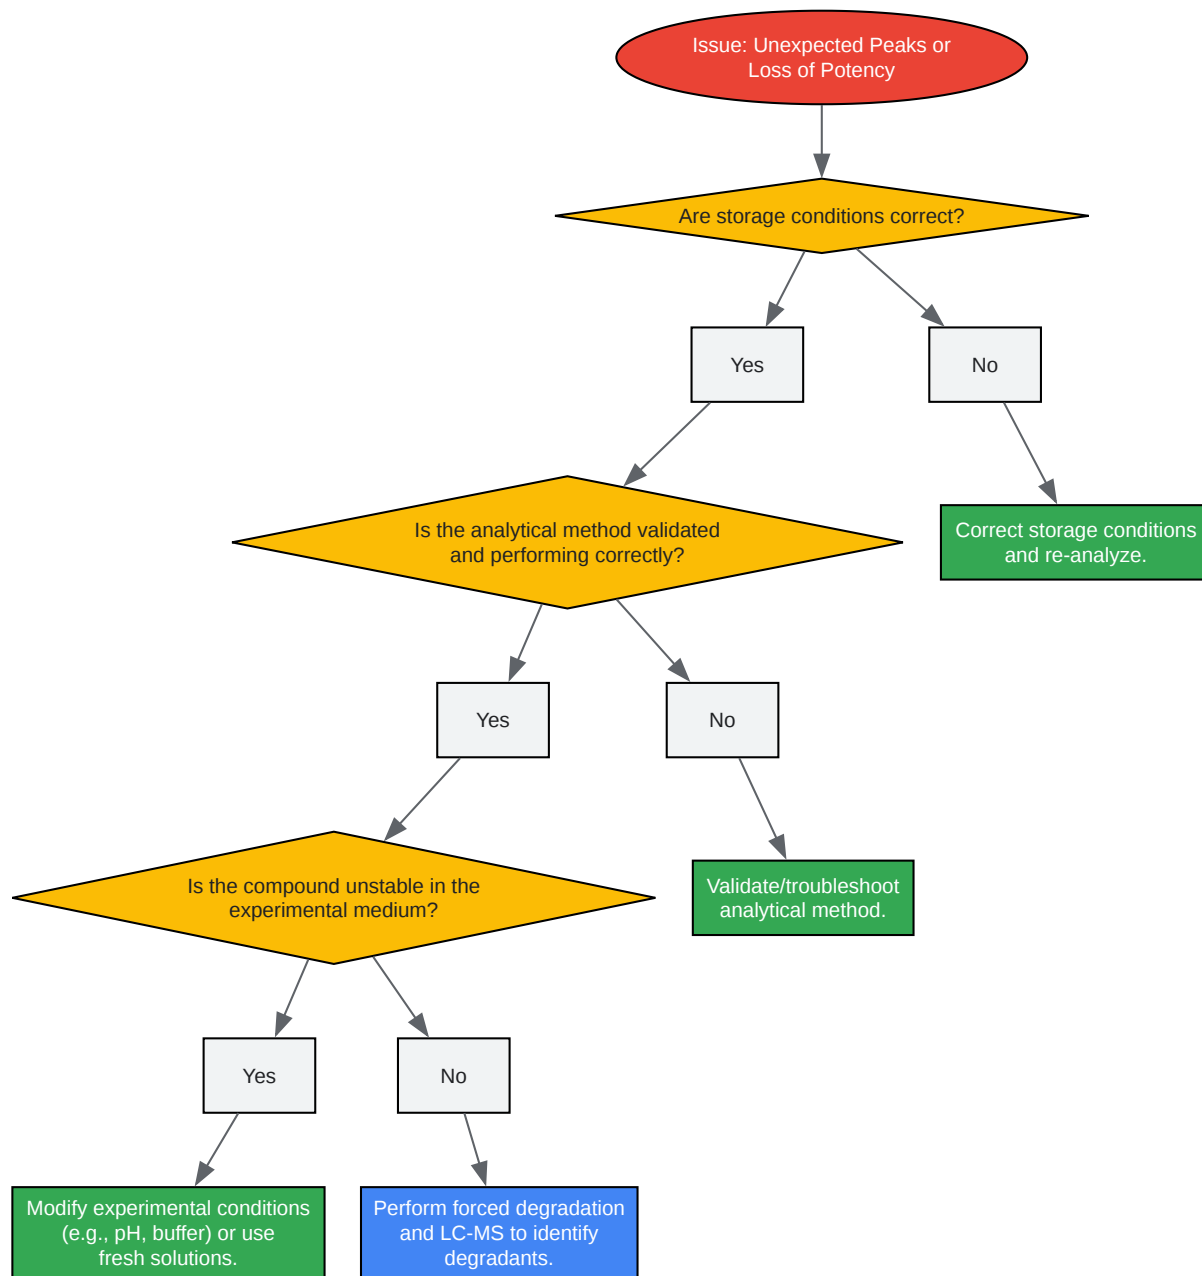 Issue: Unexpected Peaks or
Loss of Potency
Are storage conditions correct?
Yes
No
Is the analytical method validated
and performing correctly?
Correct storage conditions
and re-analyze.
Yes
No
Is the compound unstable in the
experimental medium?
Validate/troubleshoot
analytical method.
Yes
No
Modify experimental conditions
(e.g., pH, buffer) or use
fresh solutions.
Perform forced degradation
and LC-MS to identify
degradants.